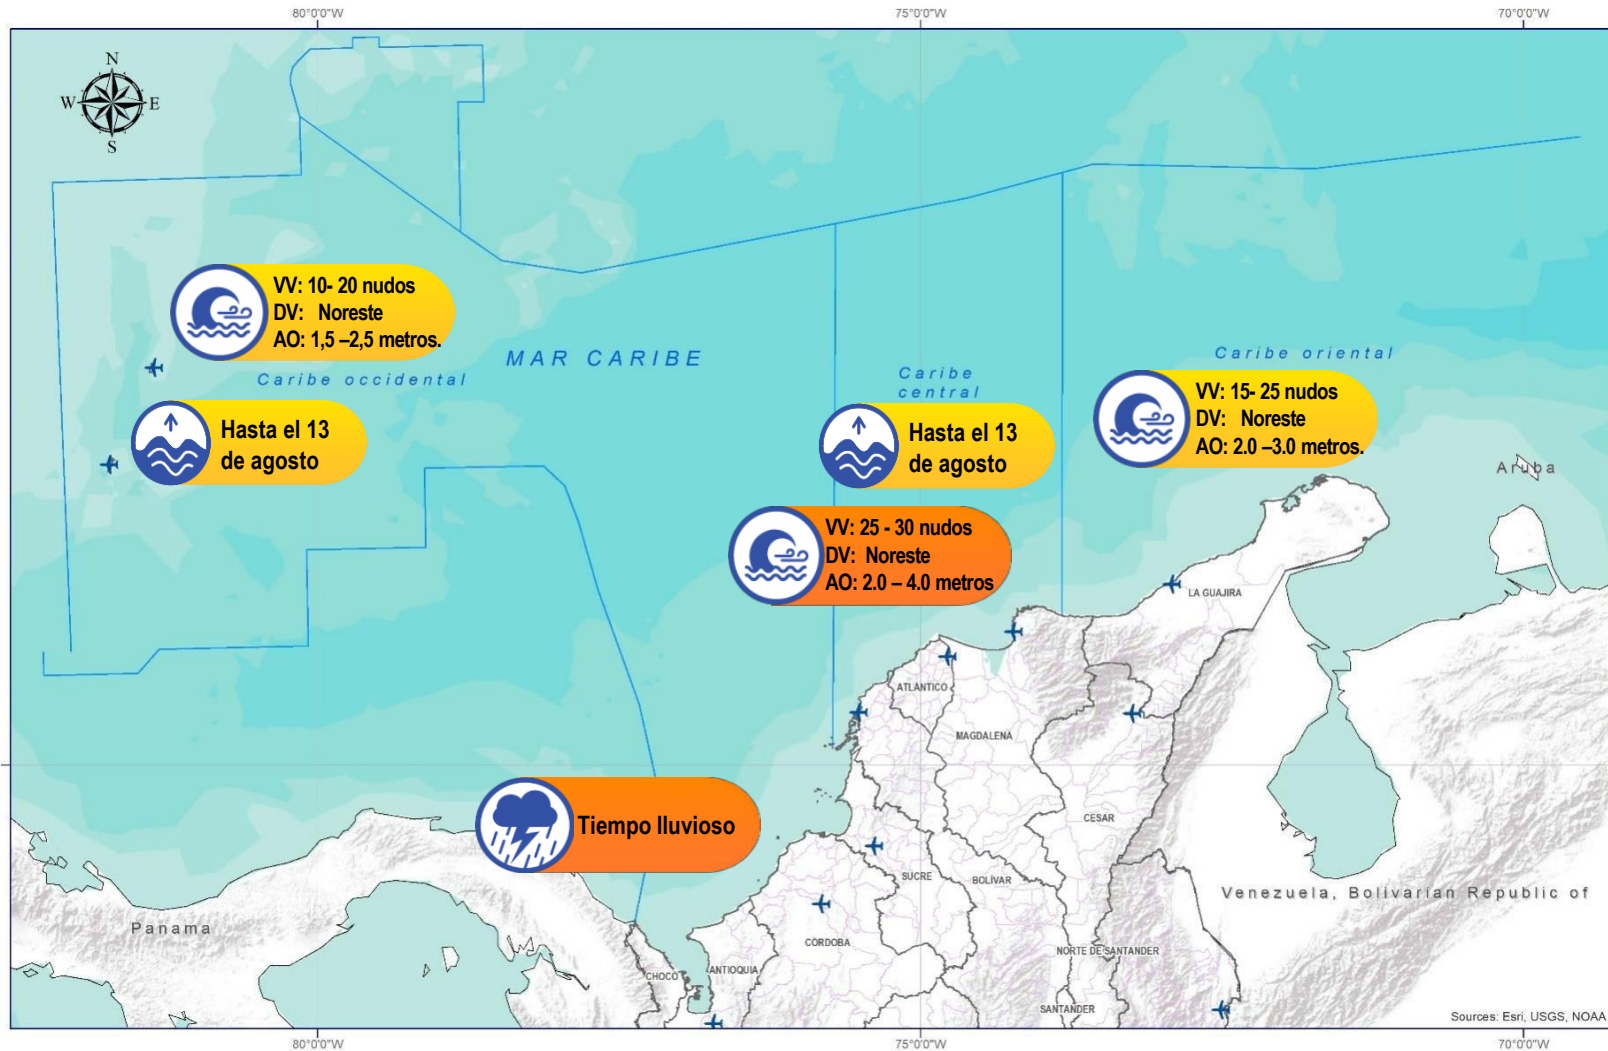 80°0'0"W
75°0'0"W
70°0'0"W
N
W
E
S
VV: 10- 20 nudos
DV: Noreste
AO: 1,5 –2,5 metros.
MAR CARIBE
Caribe occidental
Caribe
central
Caribe oriental
Hasta el 13
de agosto
Hasta el 13
de agosto
VV: 15- 25 nudos
DV: Noreste
AO: 2.0 –3.0 metros.
Aruba
VV: 25 - 30 nudos
DV: Noreste
AO: 2.0 – 4.0 metros
LA GUAJIRA
ATLÁNTICO
MAGDALENA
CESAR
Tiempo lluvioso
SUCRE
BOLÍVAR
Venezuela, Bolivarian Republic of
Panama
CÓRDOBA
NORTE DE SANTANDER
CHOCÓ
ANTIOQUIA
SANTANDER
Sources: Esri, USGS, NOAA
80°0'0"W
75°0'0"W
70°0'0"W